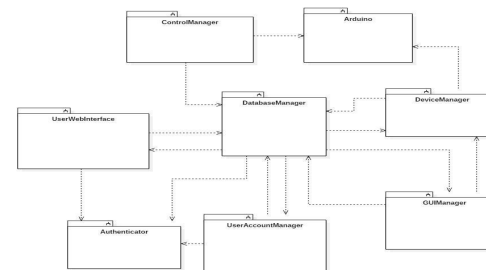 ControlManager
Arduino
DatabaseManager
DeviceManager
UserWebInterface
GUIManager
Authenticator
UserAccountManager